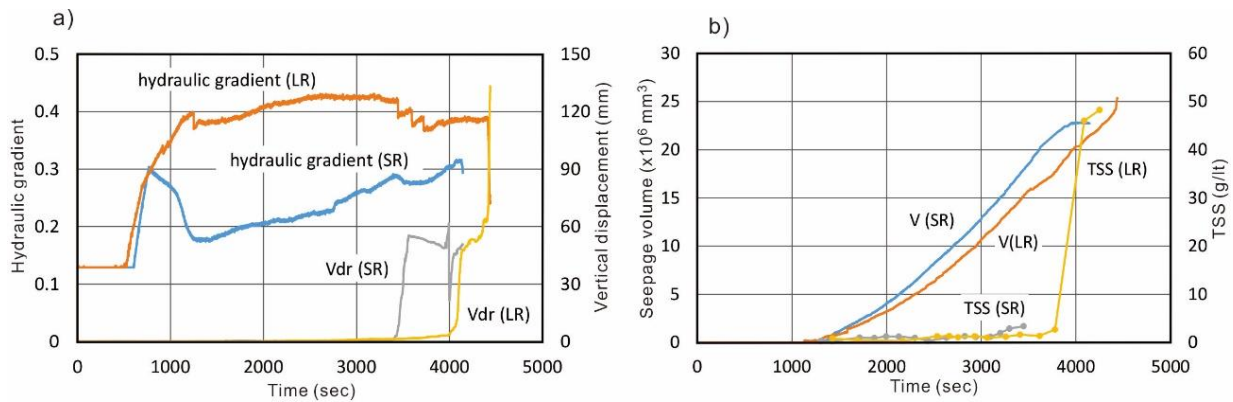 a)
0.5
0.4
0.3
0.2
0.1
0
Hydraulic gradient
150
120
90
60
30
0
Vertical displacement (mm)
hydraulic gradient (LR)
hydraulic gradient (SR)
Vdr (SR)
Vdr (LR)
0 1000 2000 3000 4000 5000
Time (sec)
b)
30
25
20
15
10
5
0
Seepage volume (x10⁶ mm³)
60
50
40
30
20
10
0
TSS (g/lt)
V (SR)
V(LR)
TSS (LR)
TSS (SR)
0 1000 2000 3000 4000 5000
Time (sec)